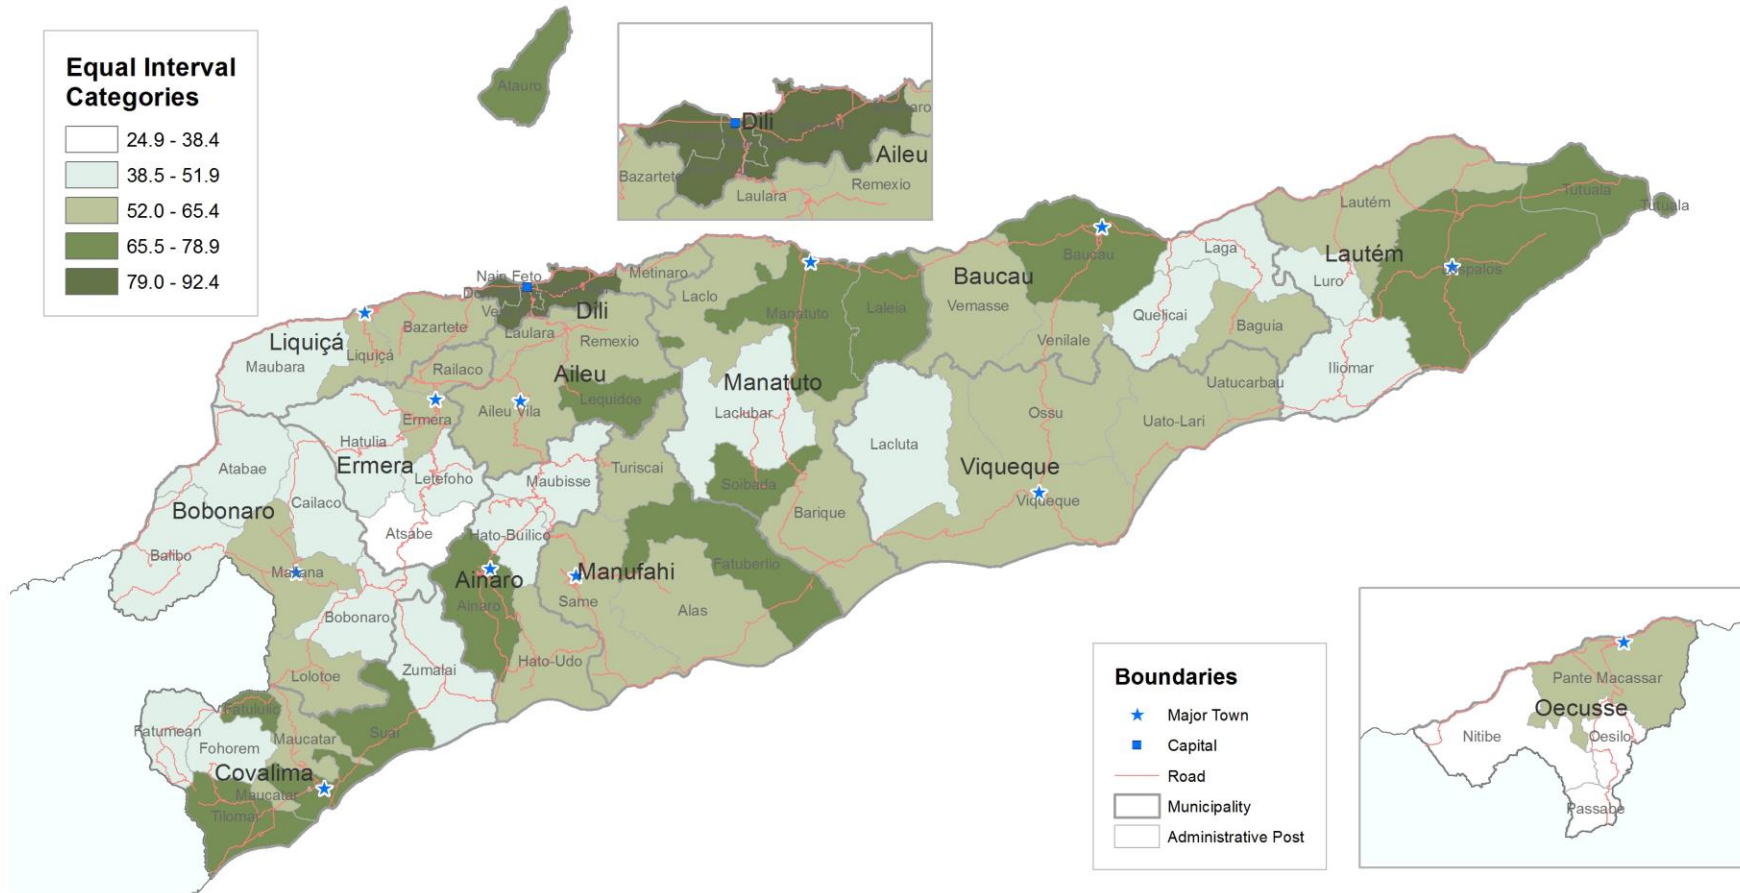 Equal Interval
Categories
24.9 - 38.4
38.5 - 51.9
52.0 - 65.4
65.5 - 78.9
79.0 - 92.4
Atauro
Dili
Aileu
Bazartete
Laulara
Remexio
Tutuala
Tutuala
Lautém
Lautém
Laga
Luro
Baucau
Baucau
Vemasse
Venilale
Quelicai
Baguia
Iliomar
Nain Feto
Metinaro
Laclo
Dili
Laulara
Remexio
Manatuto
Laleia
Bazartete
Liquiçá
Liquiçá
Maubara
Railaco
Aileu
Lequidoe
Aileu Vila
Ermera
Manatuto
Laclubar
Uatucarbau
Uato-Lari
Ossu
Lacluta
Viqueque
Viqueque
Hatulia
Ermera
Letefoho
Atabae
Cailaco
Bobonaro
Balibo
Atsabe
Maubisse
Turiscai
Soibada
Barique
Hato-Builico
Maliana
Ainaro
Ainaro
Manufahi
Same
Fatuberlio
Alas
Bobonaro
Zumalai
Hato-Udo
Lolotoe
Fatululic
Fatumean
Fohorem
Maucatar
Suai
Covalima
Maucatar
Tilomar
Boundaries
Major Town
Capital
Road
Municipality
Administrative Post
Pante Macassar
Oecusse
Nitibe
Oesilo
Passabe